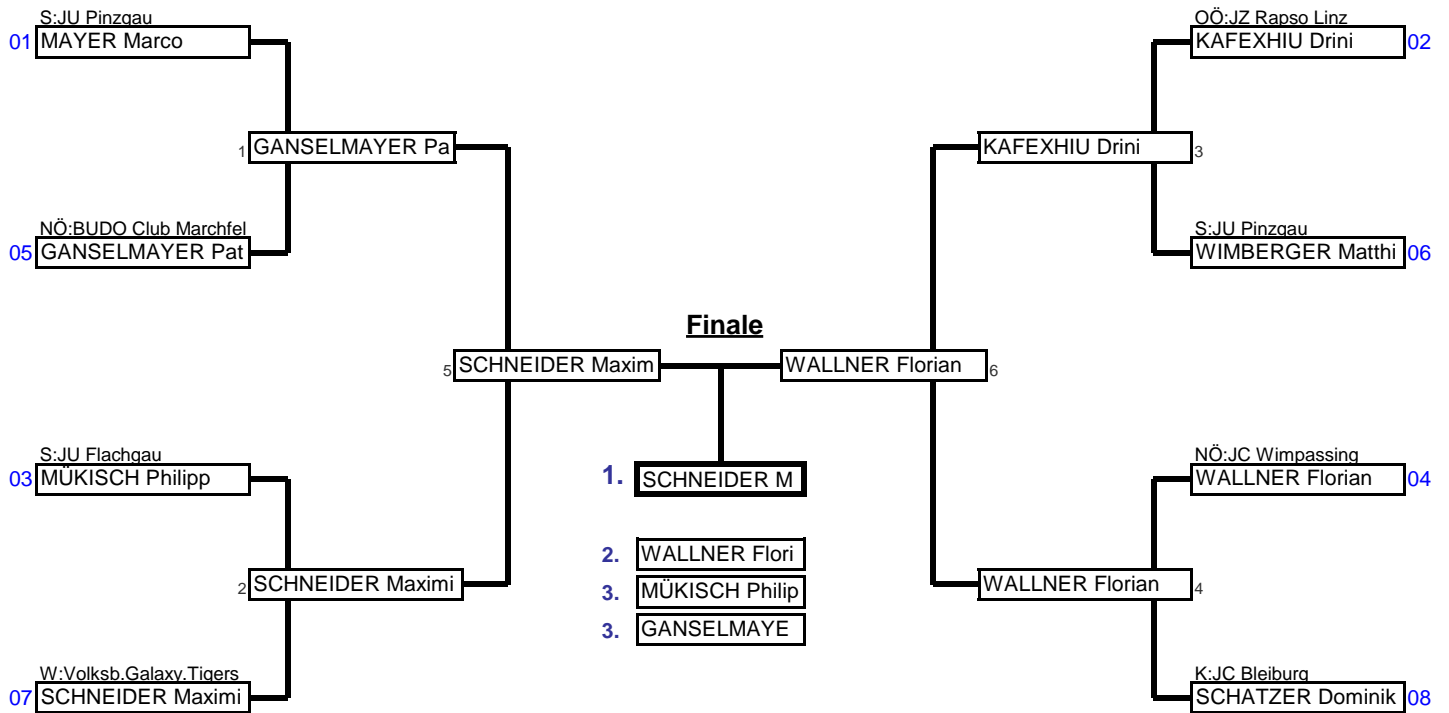 S:JU Pinzgau
01 MAYER Marco
1 GANSELMAYER Pa
NÖ:BUDO Club Marchfel
05 GANSELMAYER Pat
5 SCHNEIDER Maxim
S:JU Flachgau
03 MÜKISCH Philipp
2 SCHNEIDER Maximi
W:Volksb.Galaxy.Tigers
07 SCHNEIDER Maximi
Finale
1. SCHNEIDER M
2. WALLNER Flori
3. MÜKISCH Philip
3. GANSELMAYE
OÖ:JZ Rapso Linz
KAFEXHIU Drini 02
KAFEXHIU Drini 3
S:JU Pinzgau
WIMBERGER Matthi 06
WALLNER Florian 6
NÖ:JC Wimpassing
WALLNER Florian 04
WALLNER Florian 4
K:JC Bleiburg
SCHATZER Dominik 08